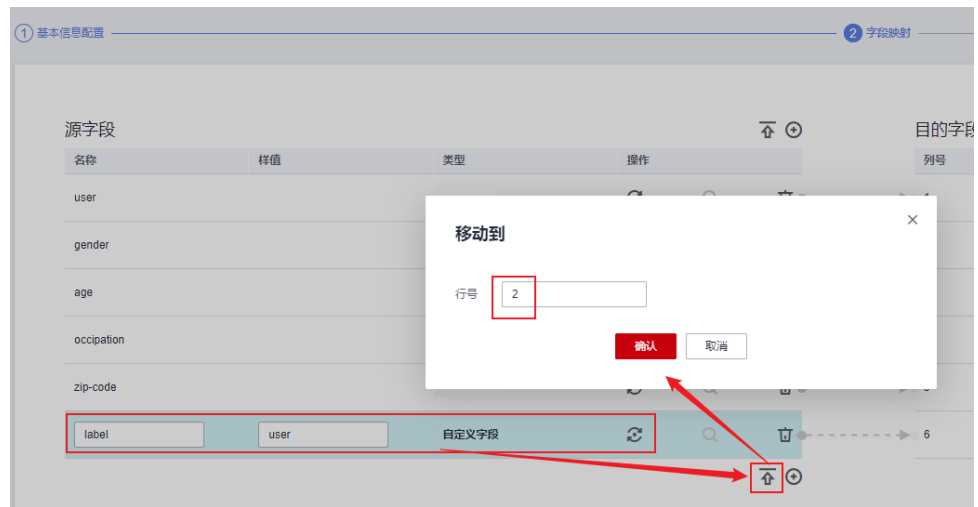 1 基本信息配置
2 字段映射
源字段
目的字段
名称 样值 类型 操作 列号
user
gender
移动到
行号 2
age
确认 取消
occipation
zip-code
label user 自定义字段 6